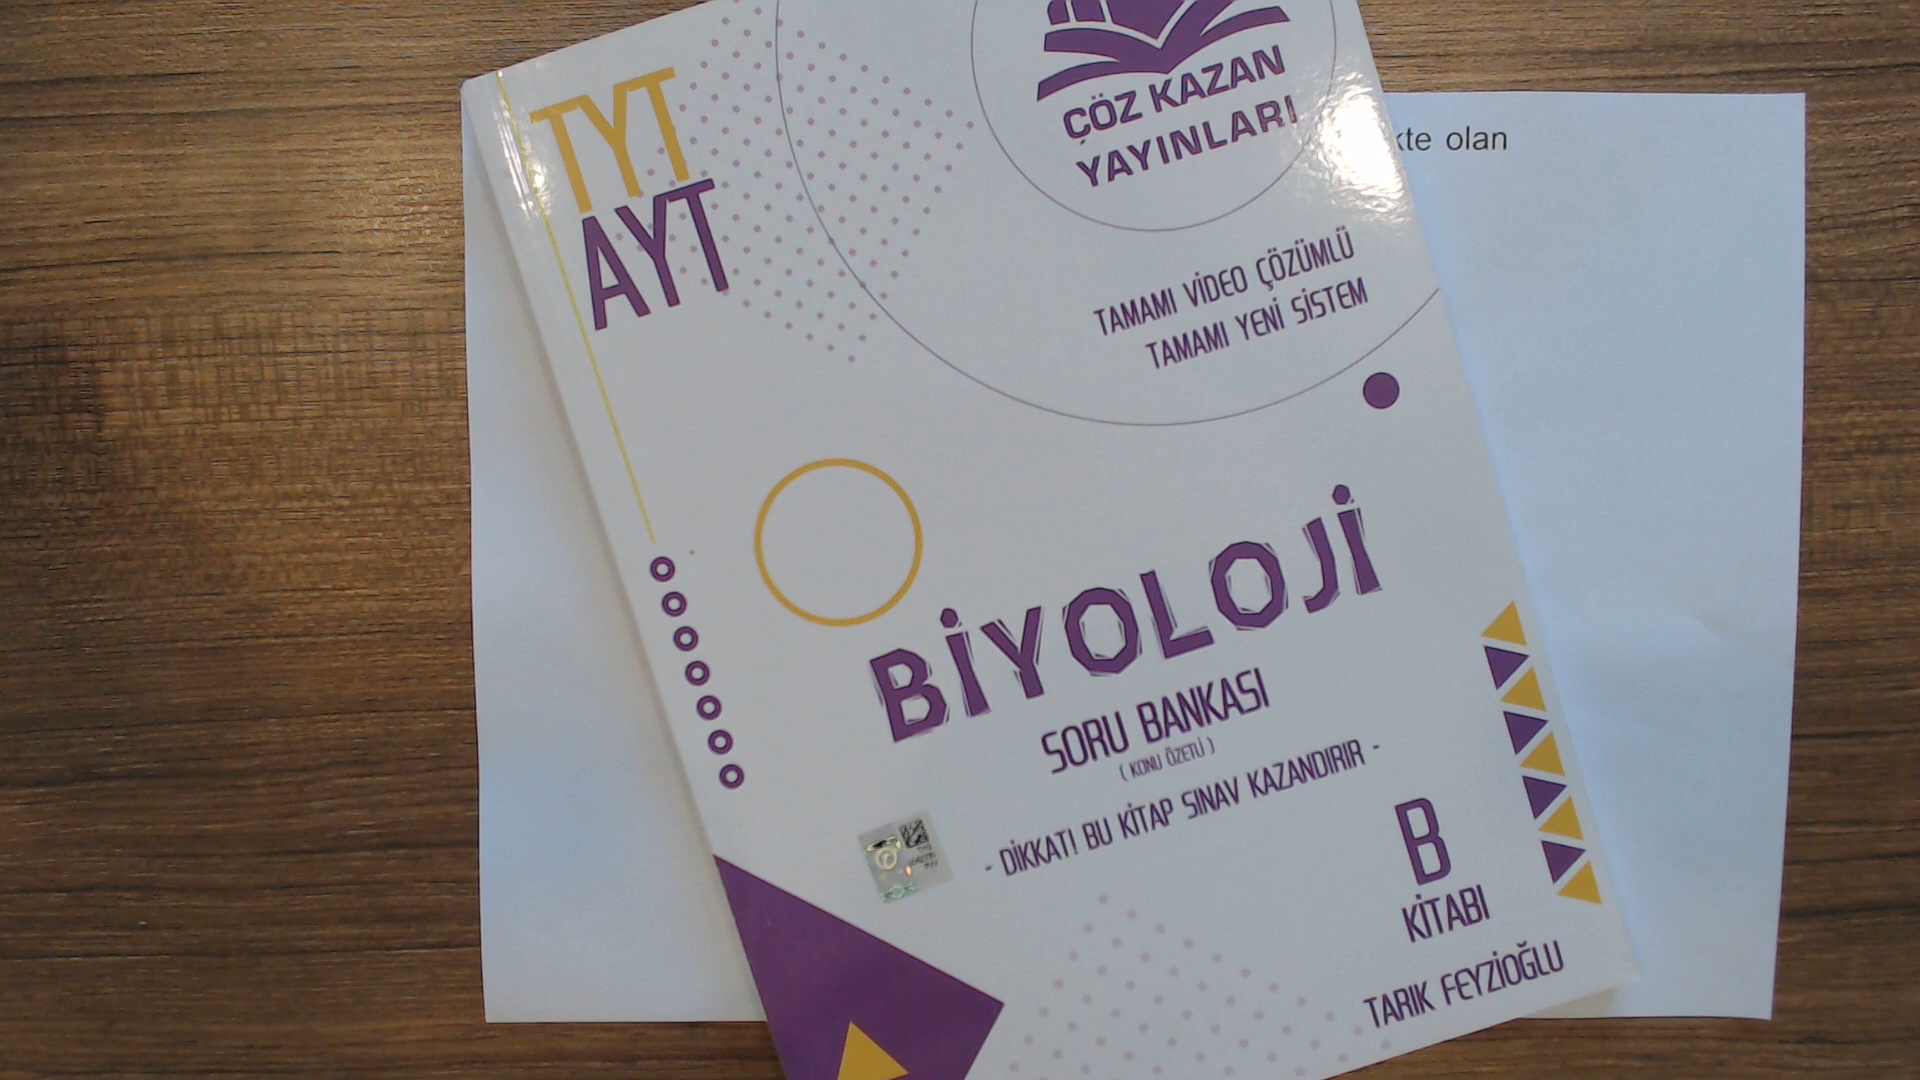 TYT
AYT
ÇÖZ KAZAN
YAYINLARI
olan
TAMAMI VİDEO ÇÖZÜMLÜ
TAMAMI YENİ SİSTEM
BİYOLOJİ
SORU BANKASI
( KONU ÖZETLİ )
- DİKKAT! BU KİTAP SINAV KAZANDIRIR -
B
KİTABI
TARIK FEYZİOĞLU